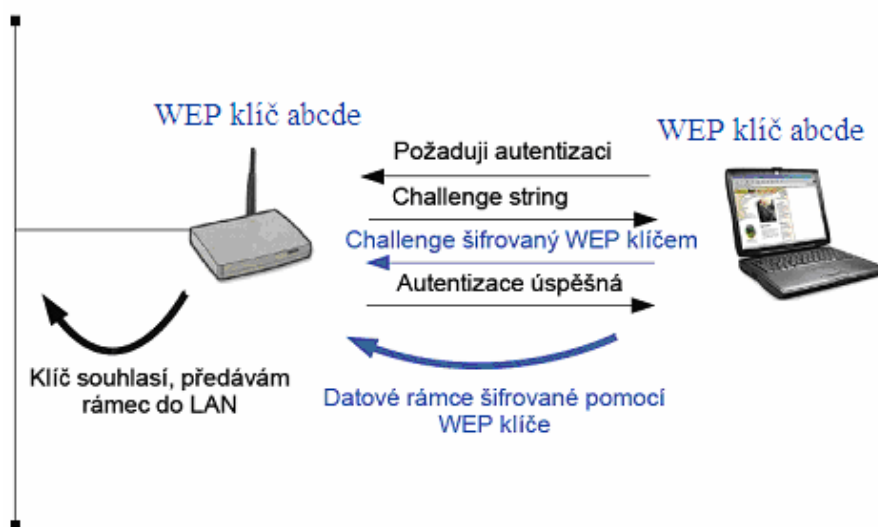 WEP klíč abcde
WEP klíč abcde
Požaduji autentizaci
Challenge string
Challenge šifrovaný WEP klíčem
Autentizace úspěšná
Klíč souhlasí, předávám
rámec do LAN
Datové rámce šifrované pomocí
WEP klíče